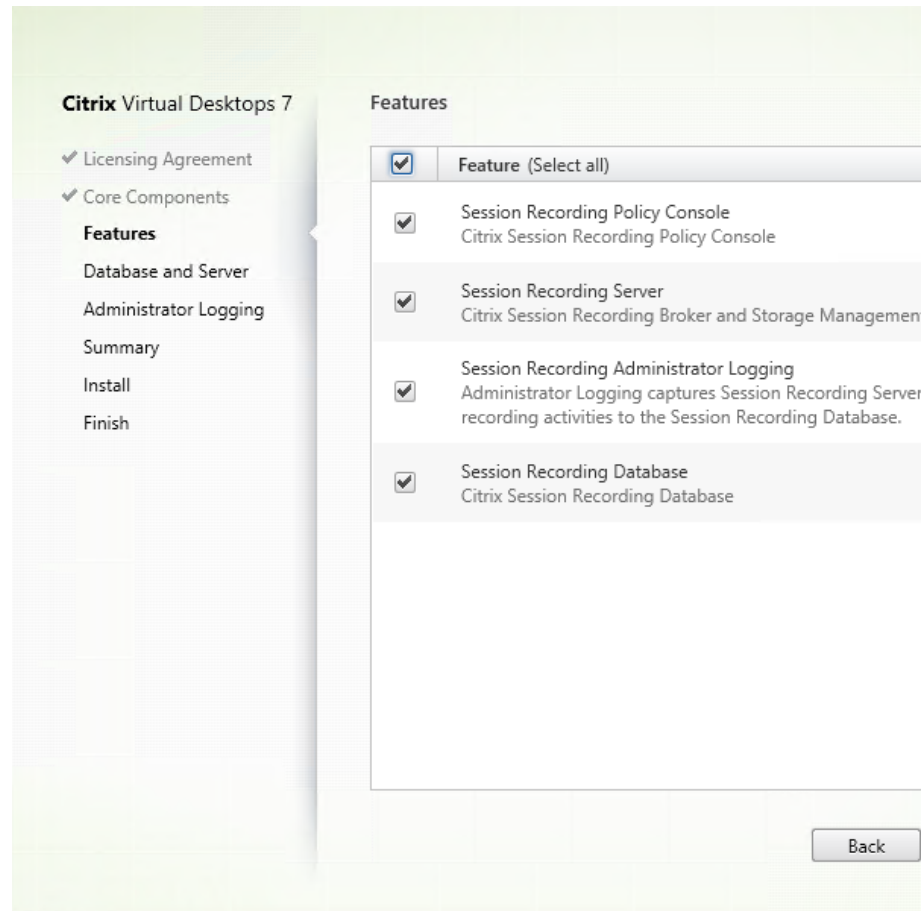 Citrix Virtual Desktops 7
Licensing Agreement
Core Components
Features
Database and Server
Administrator Logging
Summary
Install
Finish
Features
Feature (Select all)
Session Recording Policy Console
Citrix Session Recording Policy Console
Session Recording Server
Citrix Session Recording Broker and Storage Managemen
Session Recording Administrator Logging
Administrator Logging captures Session Recording Server
recording activities to the Session Recording Database.
Session Recording Database
Citrix Session Recording Database
Back